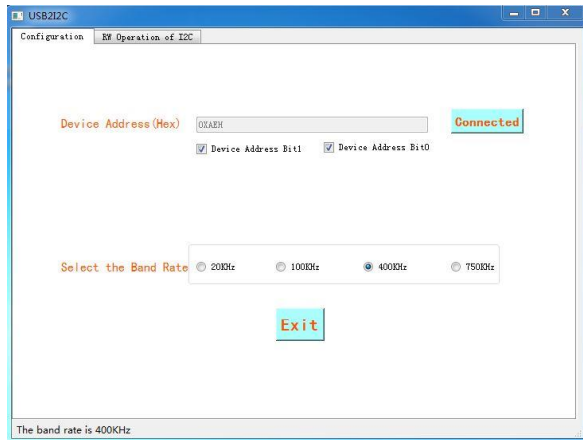 USB2I2C
Configuration RW Operation of I2C
Device Address(Hex) 0XAEH Connected
Device Address Bit1 Device Address Bit0
Select the Band Rate 20KHz 100KHz 400KHz 750KHz
Exit
The band rate is 400KHz